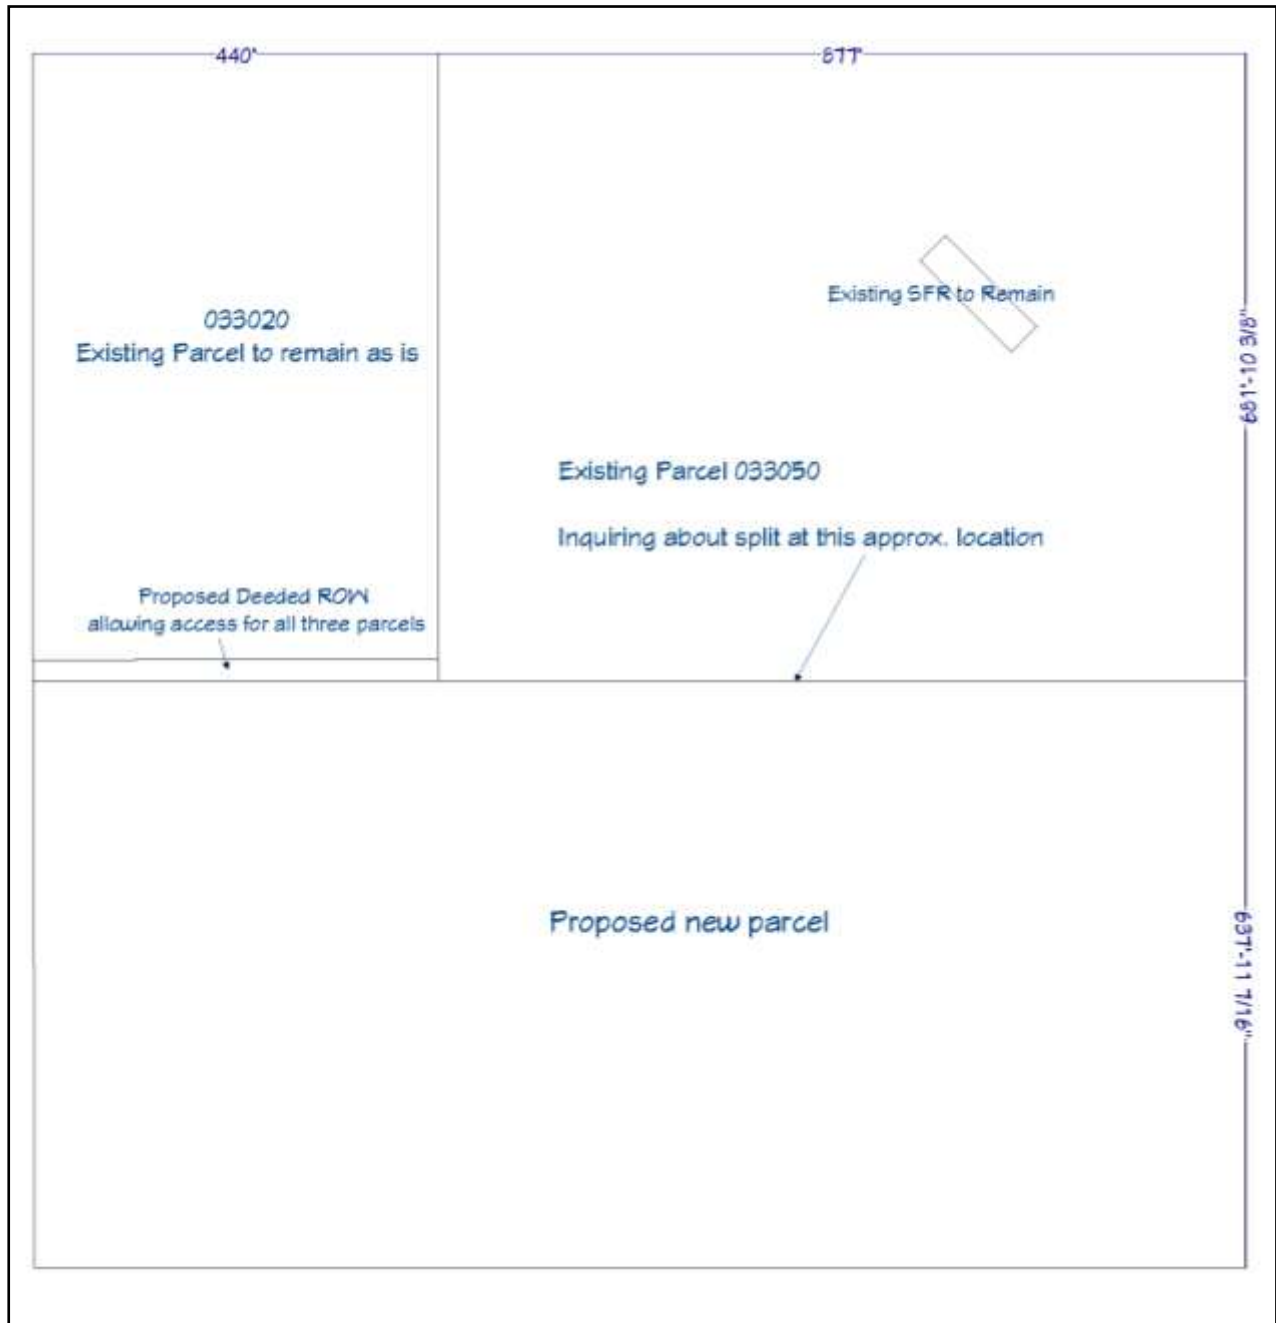 440'
877'
Existing SFR to Remain
033020
Existing Parcel to remain as is
681'-10 3/8"
Existing Parcel 033050
Inquiring about split at this approx. location
Proposed Deeded ROW
allowing access for all three parcels
Proposed new parcel
637'-11 7/16"